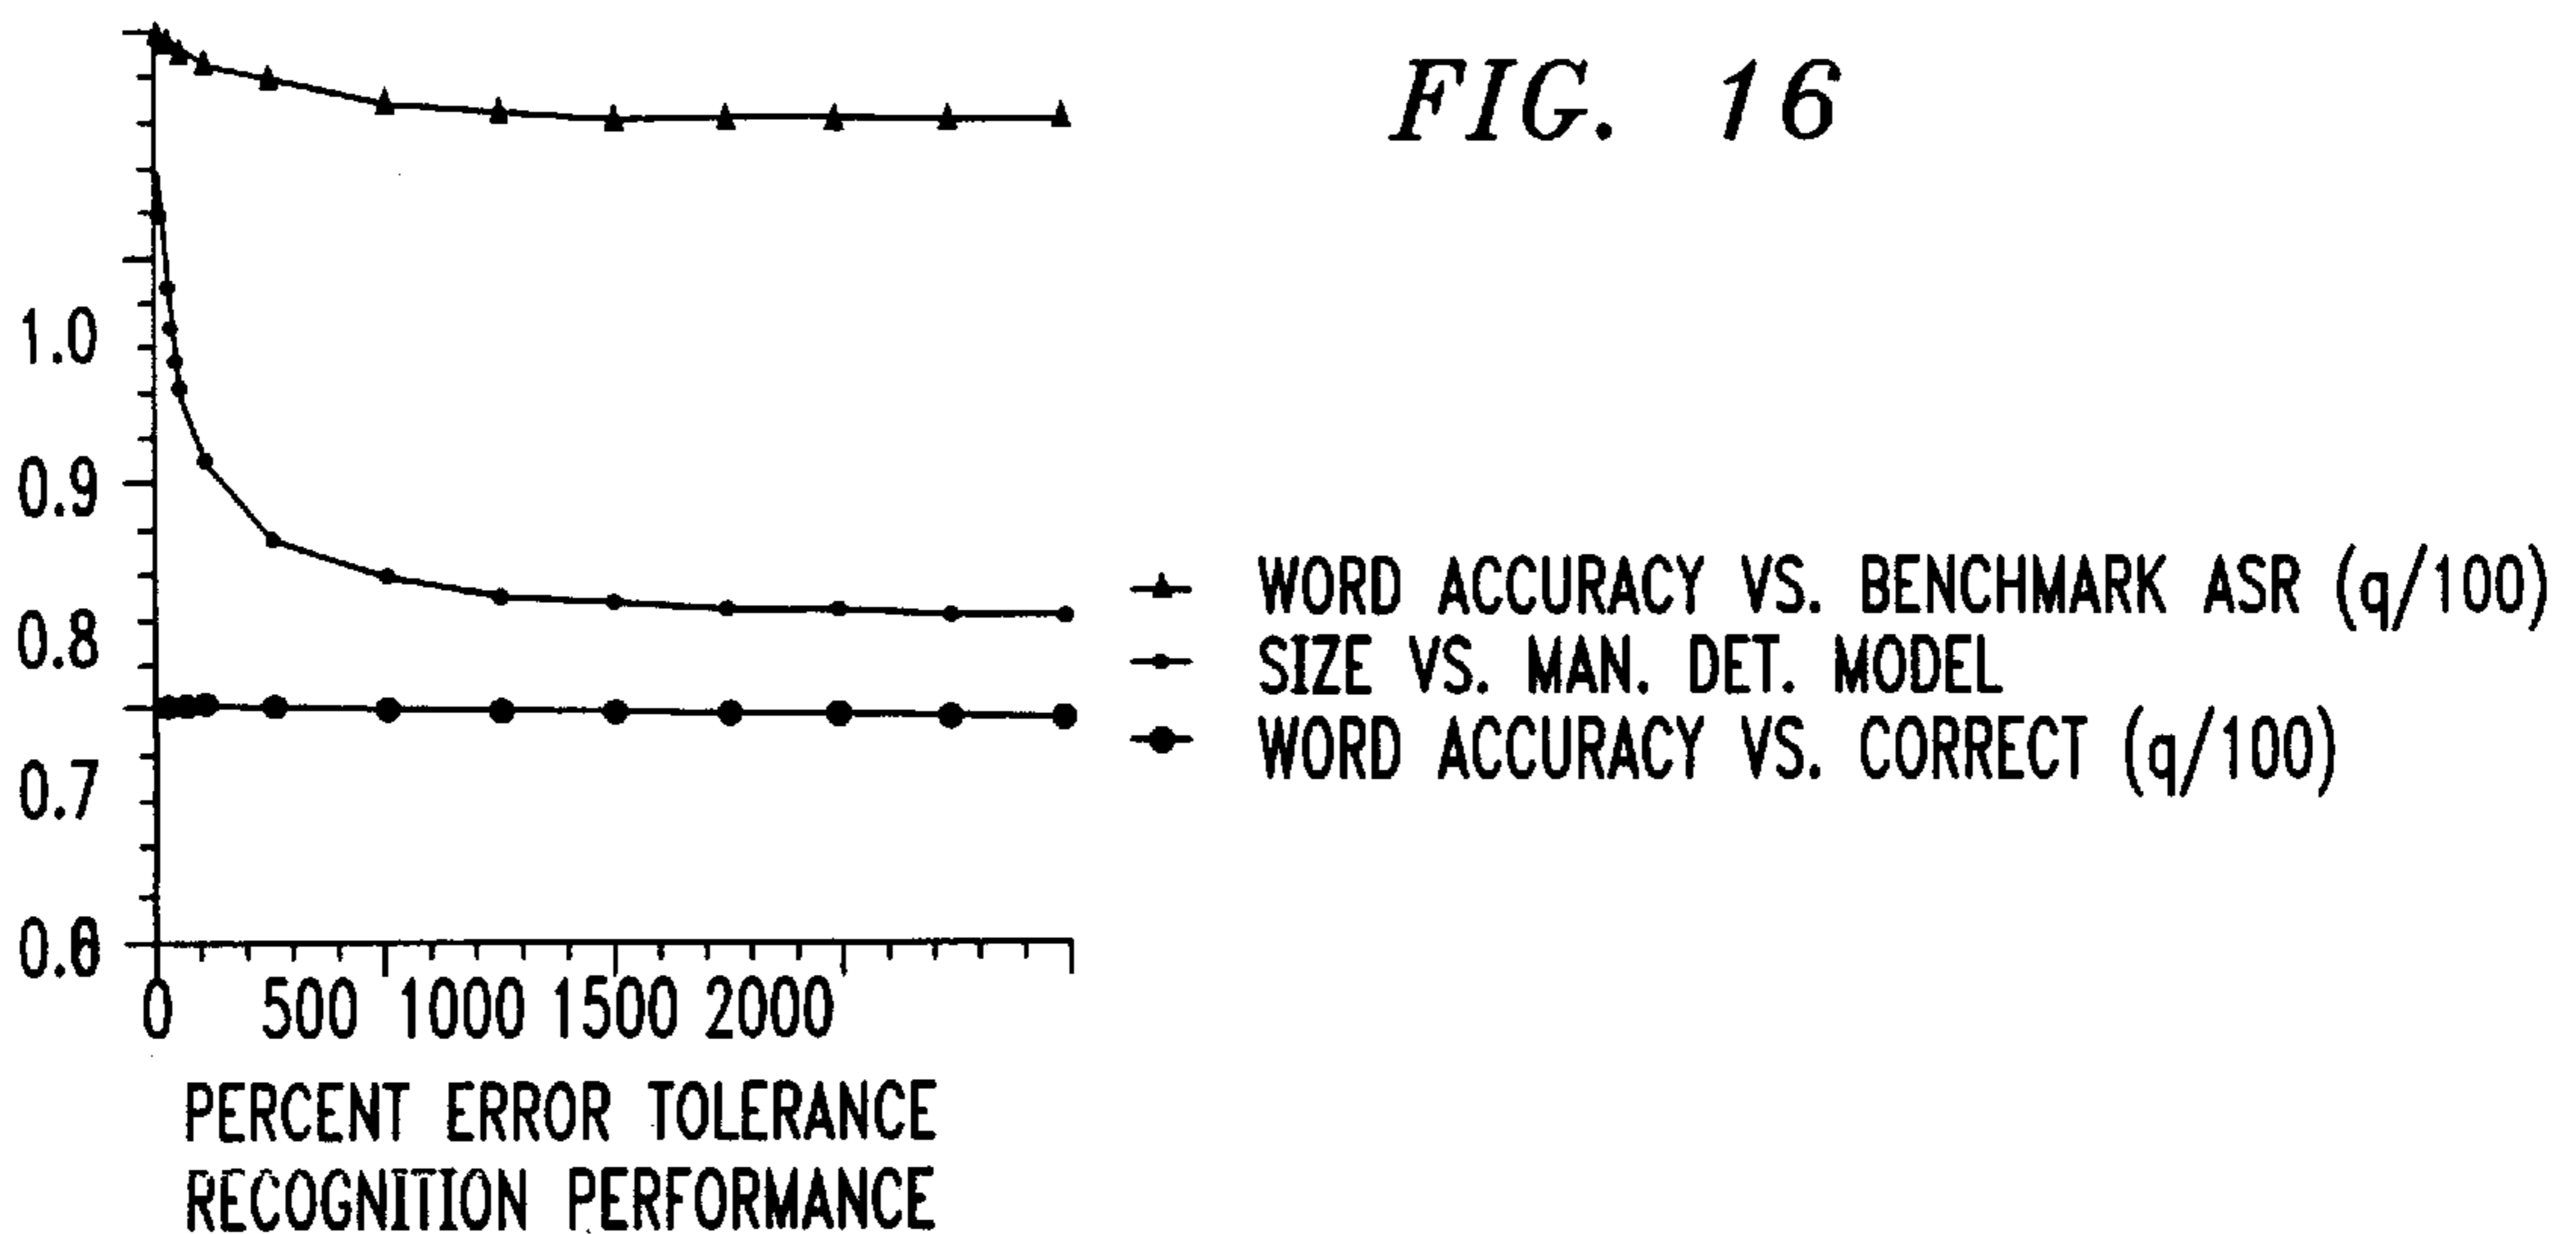 FIG. 16
1.0
0.9
0.8
0.7
0.6
0
0 500 1000 1500 2000
WORD ACCURACY VS. BENCHMARK ASR (q/100)
SIZE VS. MAN. DET. MODEL
WORD ACCURACY VS. CORRECT (q/100)
PERCENT ERROR TOLERANCE
RECOGNITION PERFORMANCE